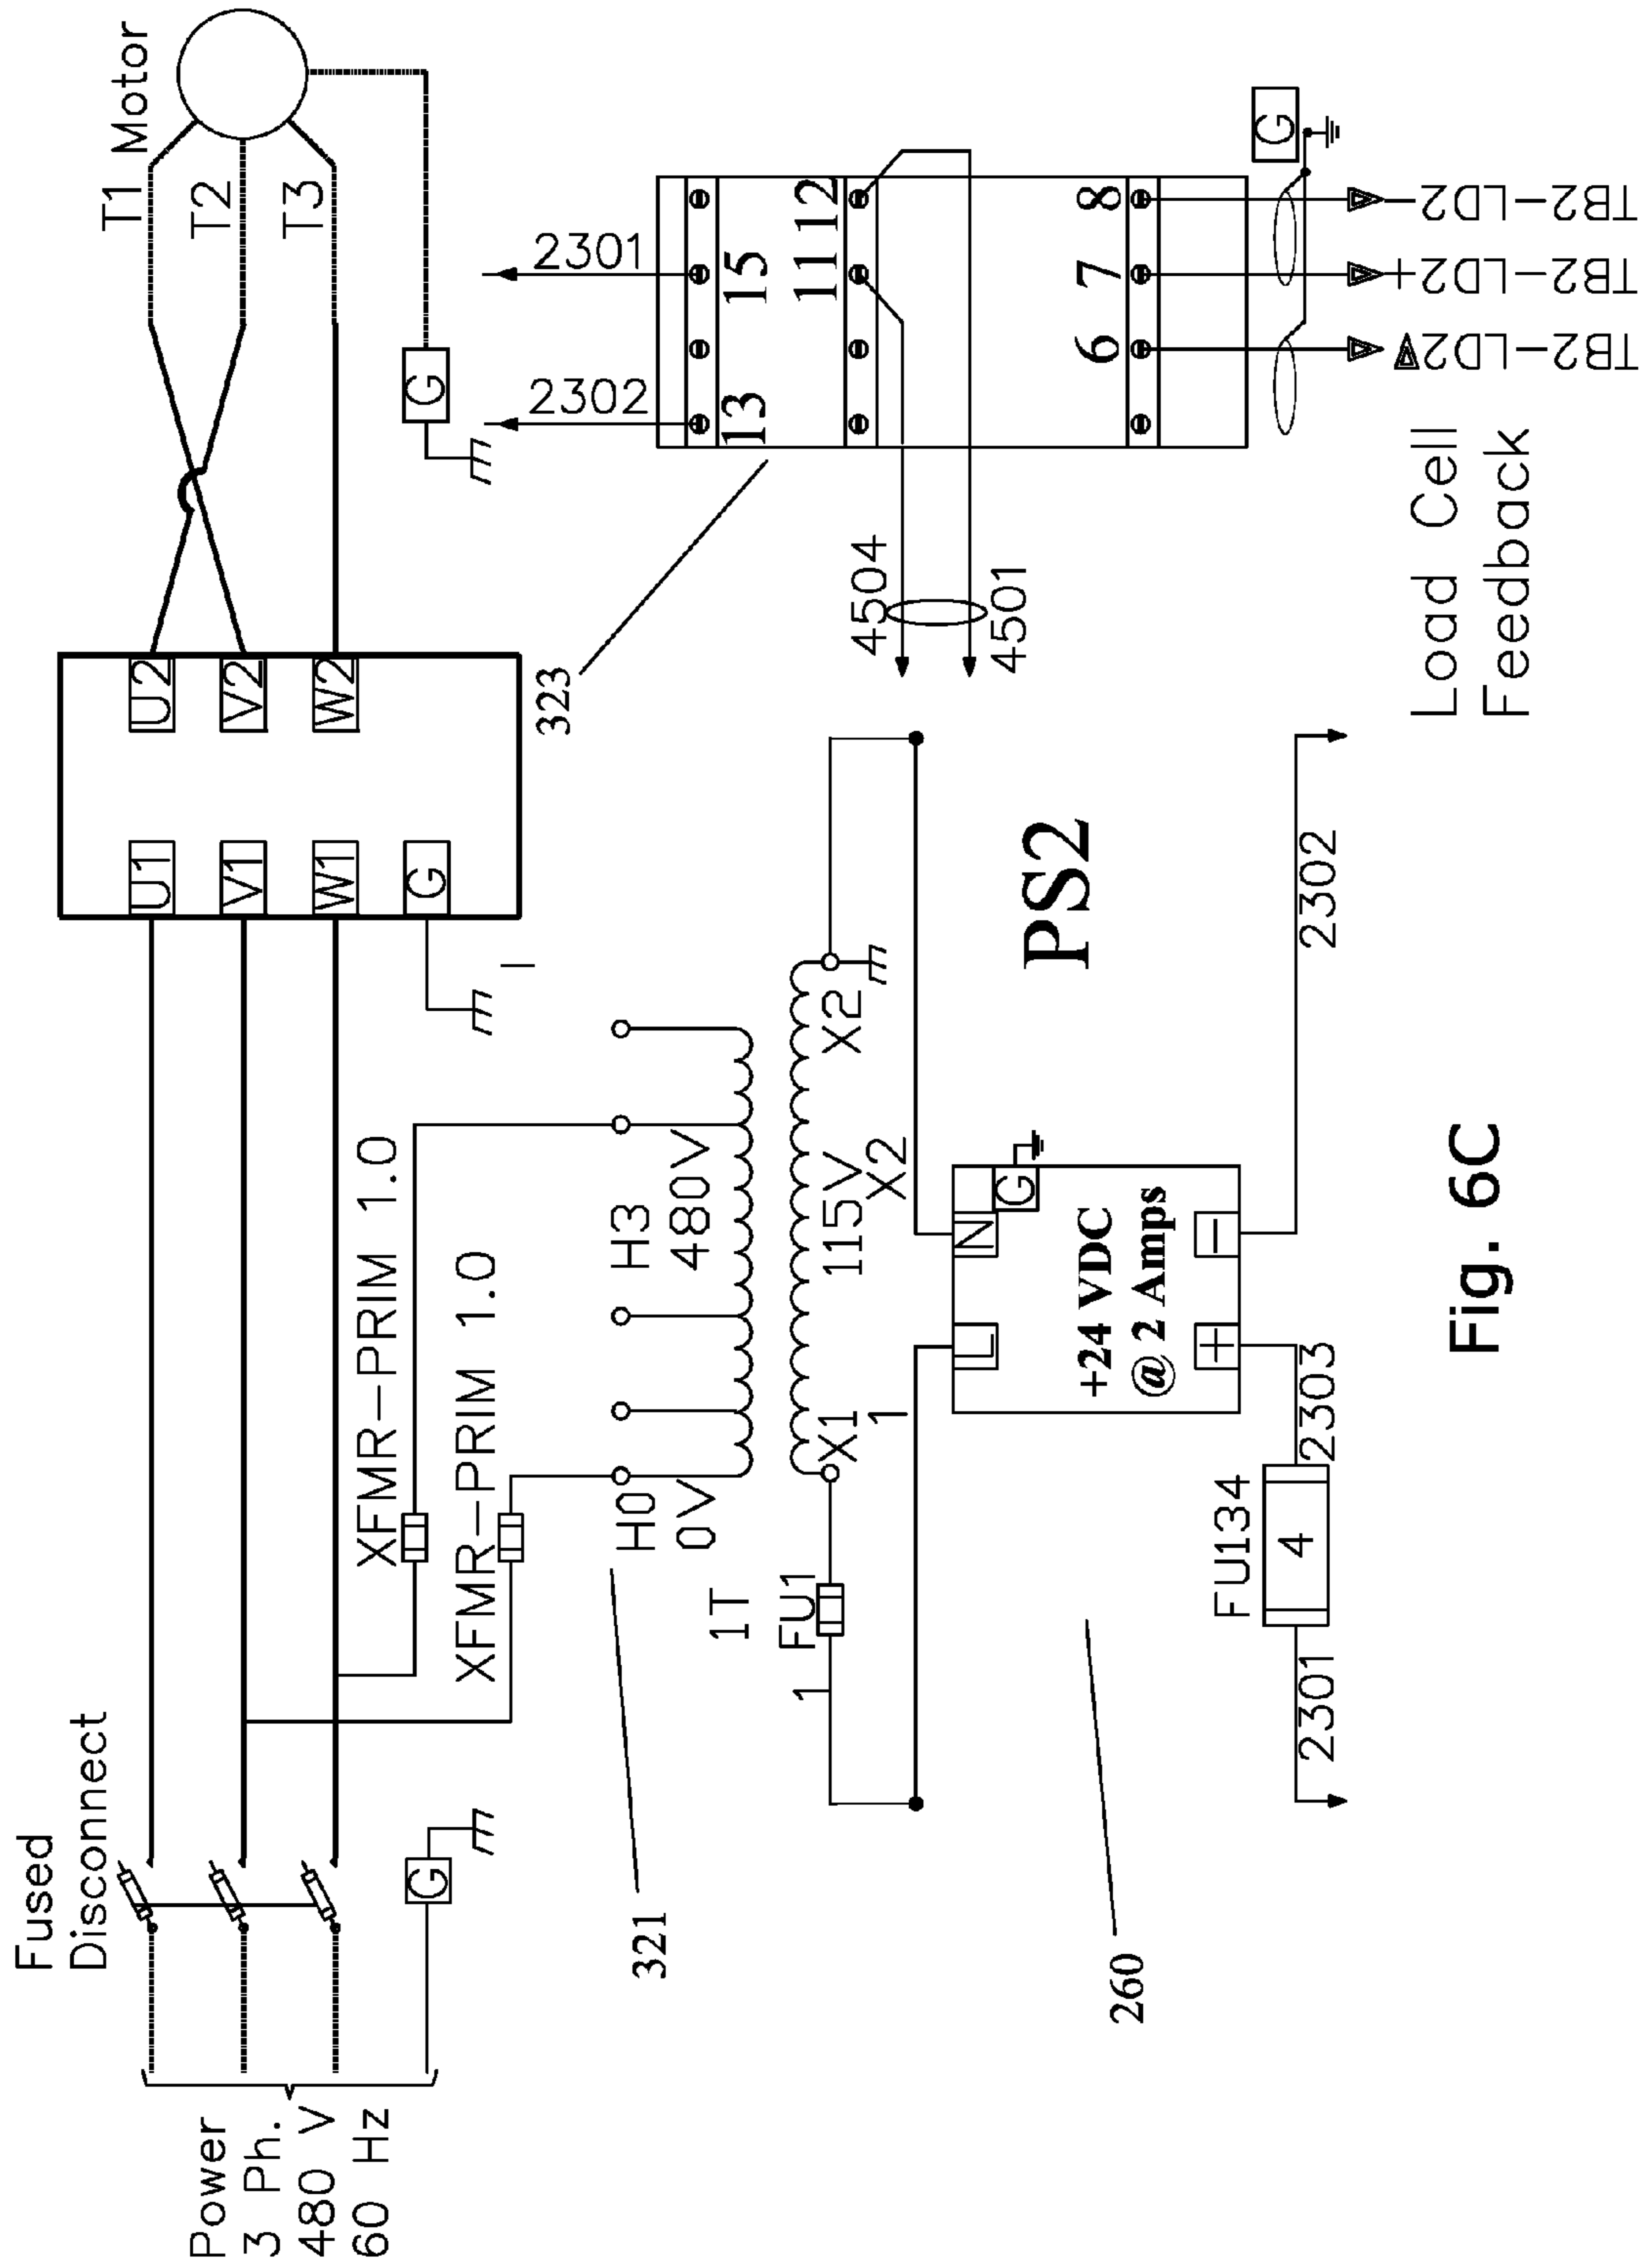 Fused
Disconnect
Power
3 Ph.
480 V
60 Hz
G
U1
V1
W1
G
U2
V2
W2
T1
T2
T3
Motor
G
XFMR-PRIM 1.0
XFMR-PRIM 1.0
H0
0V
H3
480V
321
1T
FU1
1
X1
1
115V
X2
X2
L
N
G
+24 VDC
@ 2 Amps
+
-
PS2
260
FU134
4
2301
2303
2302
323
2302
2301
13
15
11
12
4504
4501
6
7
8
G
TB2-LD2
TB2-LD2+
TB2-LD2-
Load Cell
Feedback
Fig. 6C